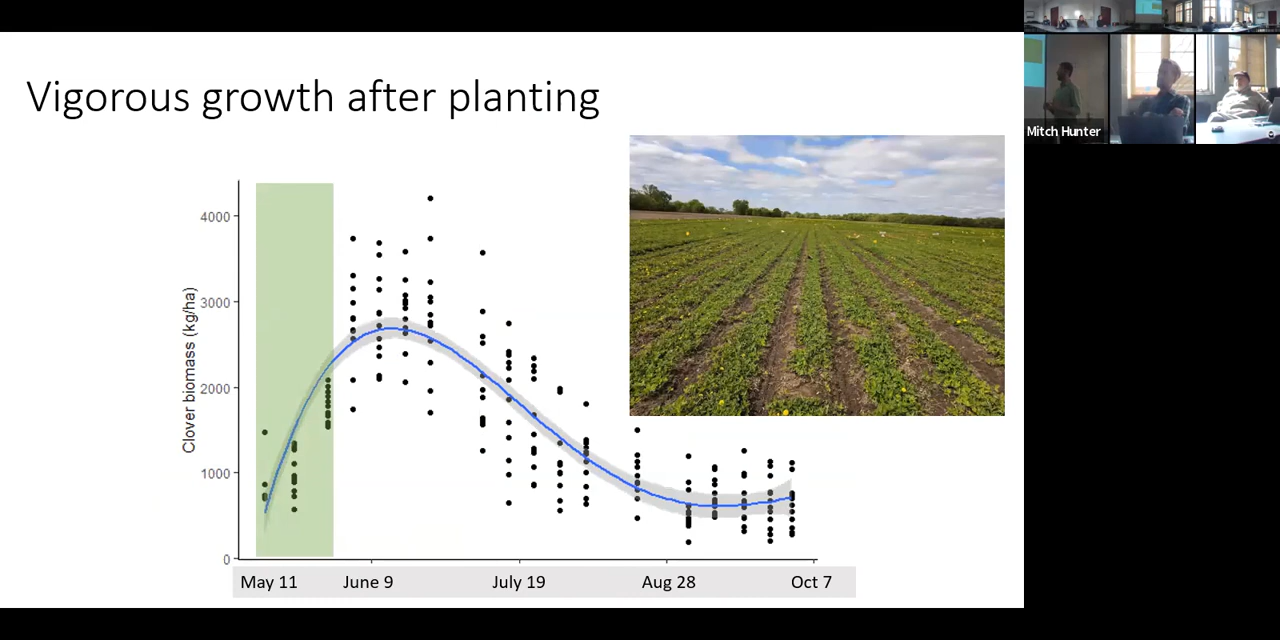 Vigorous growth after planting
Mitch Hunter
Clover biomass (kg/ha)
4000
3000
2000
1000
0
May 11 June 9 July 19 Aug 28 Oct 7